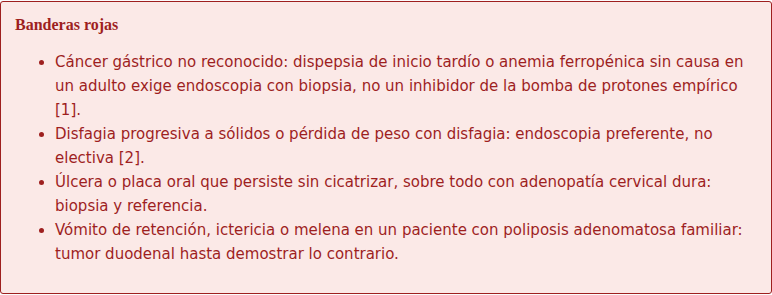 Banderas rojas
• Cáncer gástrico no reconocido: dispepsia de inicio tardío o anemia ferropénica sin causa en
un adulto exige endoscopia con biopsia, no un inhibidor de la bomba de protones empírico
[1].
• Disfagia progresiva a sólidos o pérdida de peso con disfagia: endoscopia preferente, no
electiva [2].
• Úlcera o placa oral que persiste sin cicatrizar, sobre todo con adenopatía cervical dura:
biopsia y referencia.
• Vómito de retención, ictericia o melena en un paciente con poliposis adenomatosa familiar:
tumor duodenal hasta demostrar lo contrario.